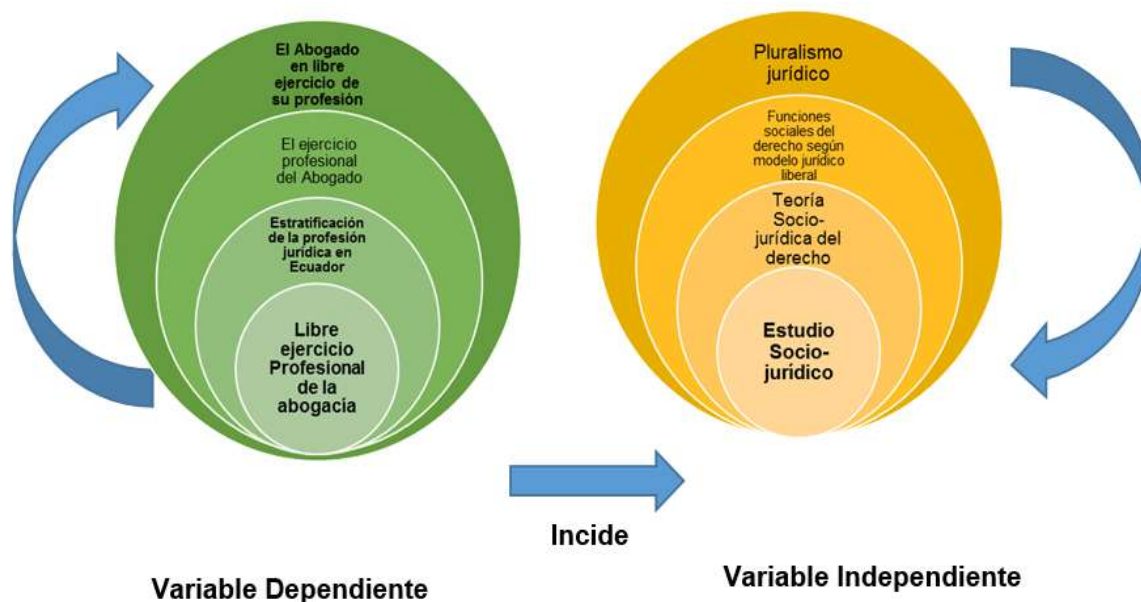 El Abogado
en libre
ejercicio de
su profesión
El ejercicio
profesional
del Abogado
Estratificación
de la profesión
jurídica en
Ecuador
Libre
ejercicio
Profesional
de la
abogacia
Pluralismo
jurídico
Funciones
sociales del
derecho según
modelo jurídico
liberal
Teoría
Socio-
jurídica del
derecho
Estudio
Socio-
jurídico
Incide
Variable Dependiente
Variable Independiente